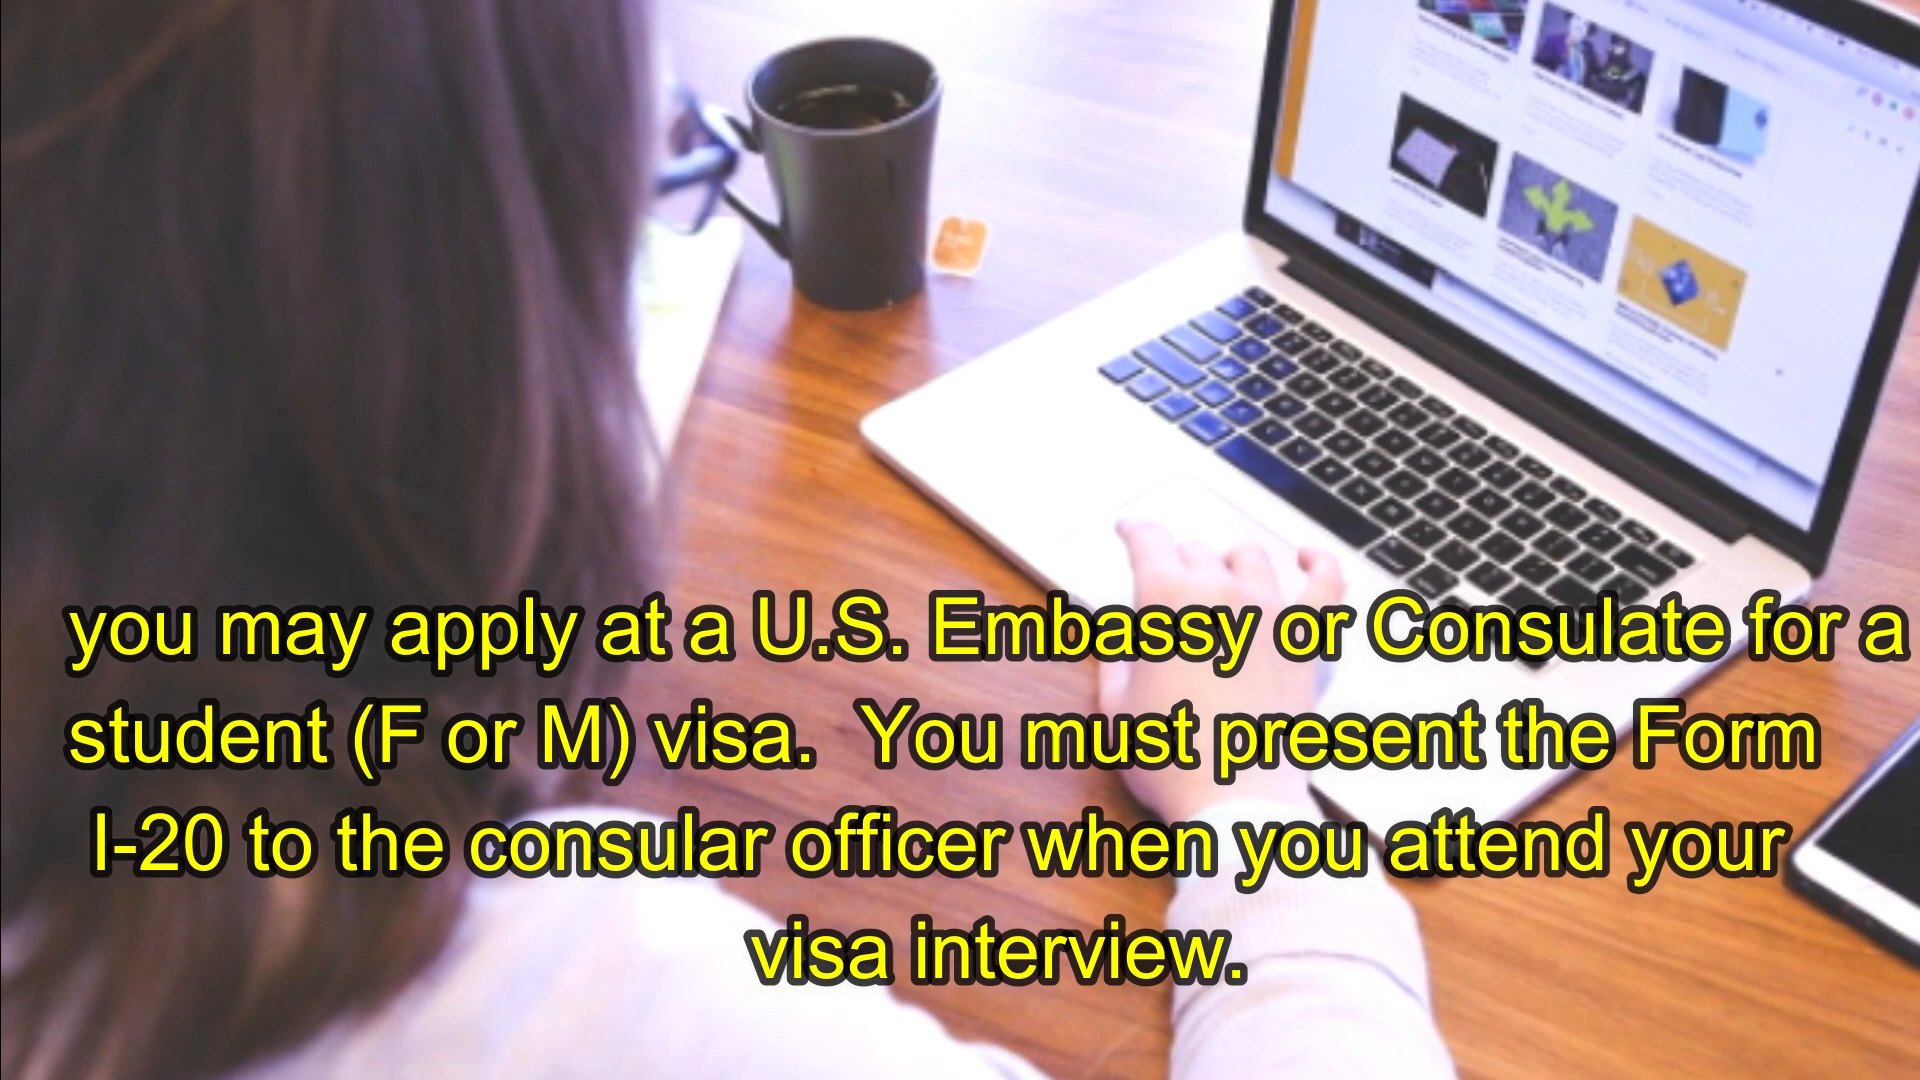 you may apply at a U.S. Embassy or Consulate for a
student (F or M) visa.  You must present the Form
I-20 to the consular officer when you attend your
visa interview.